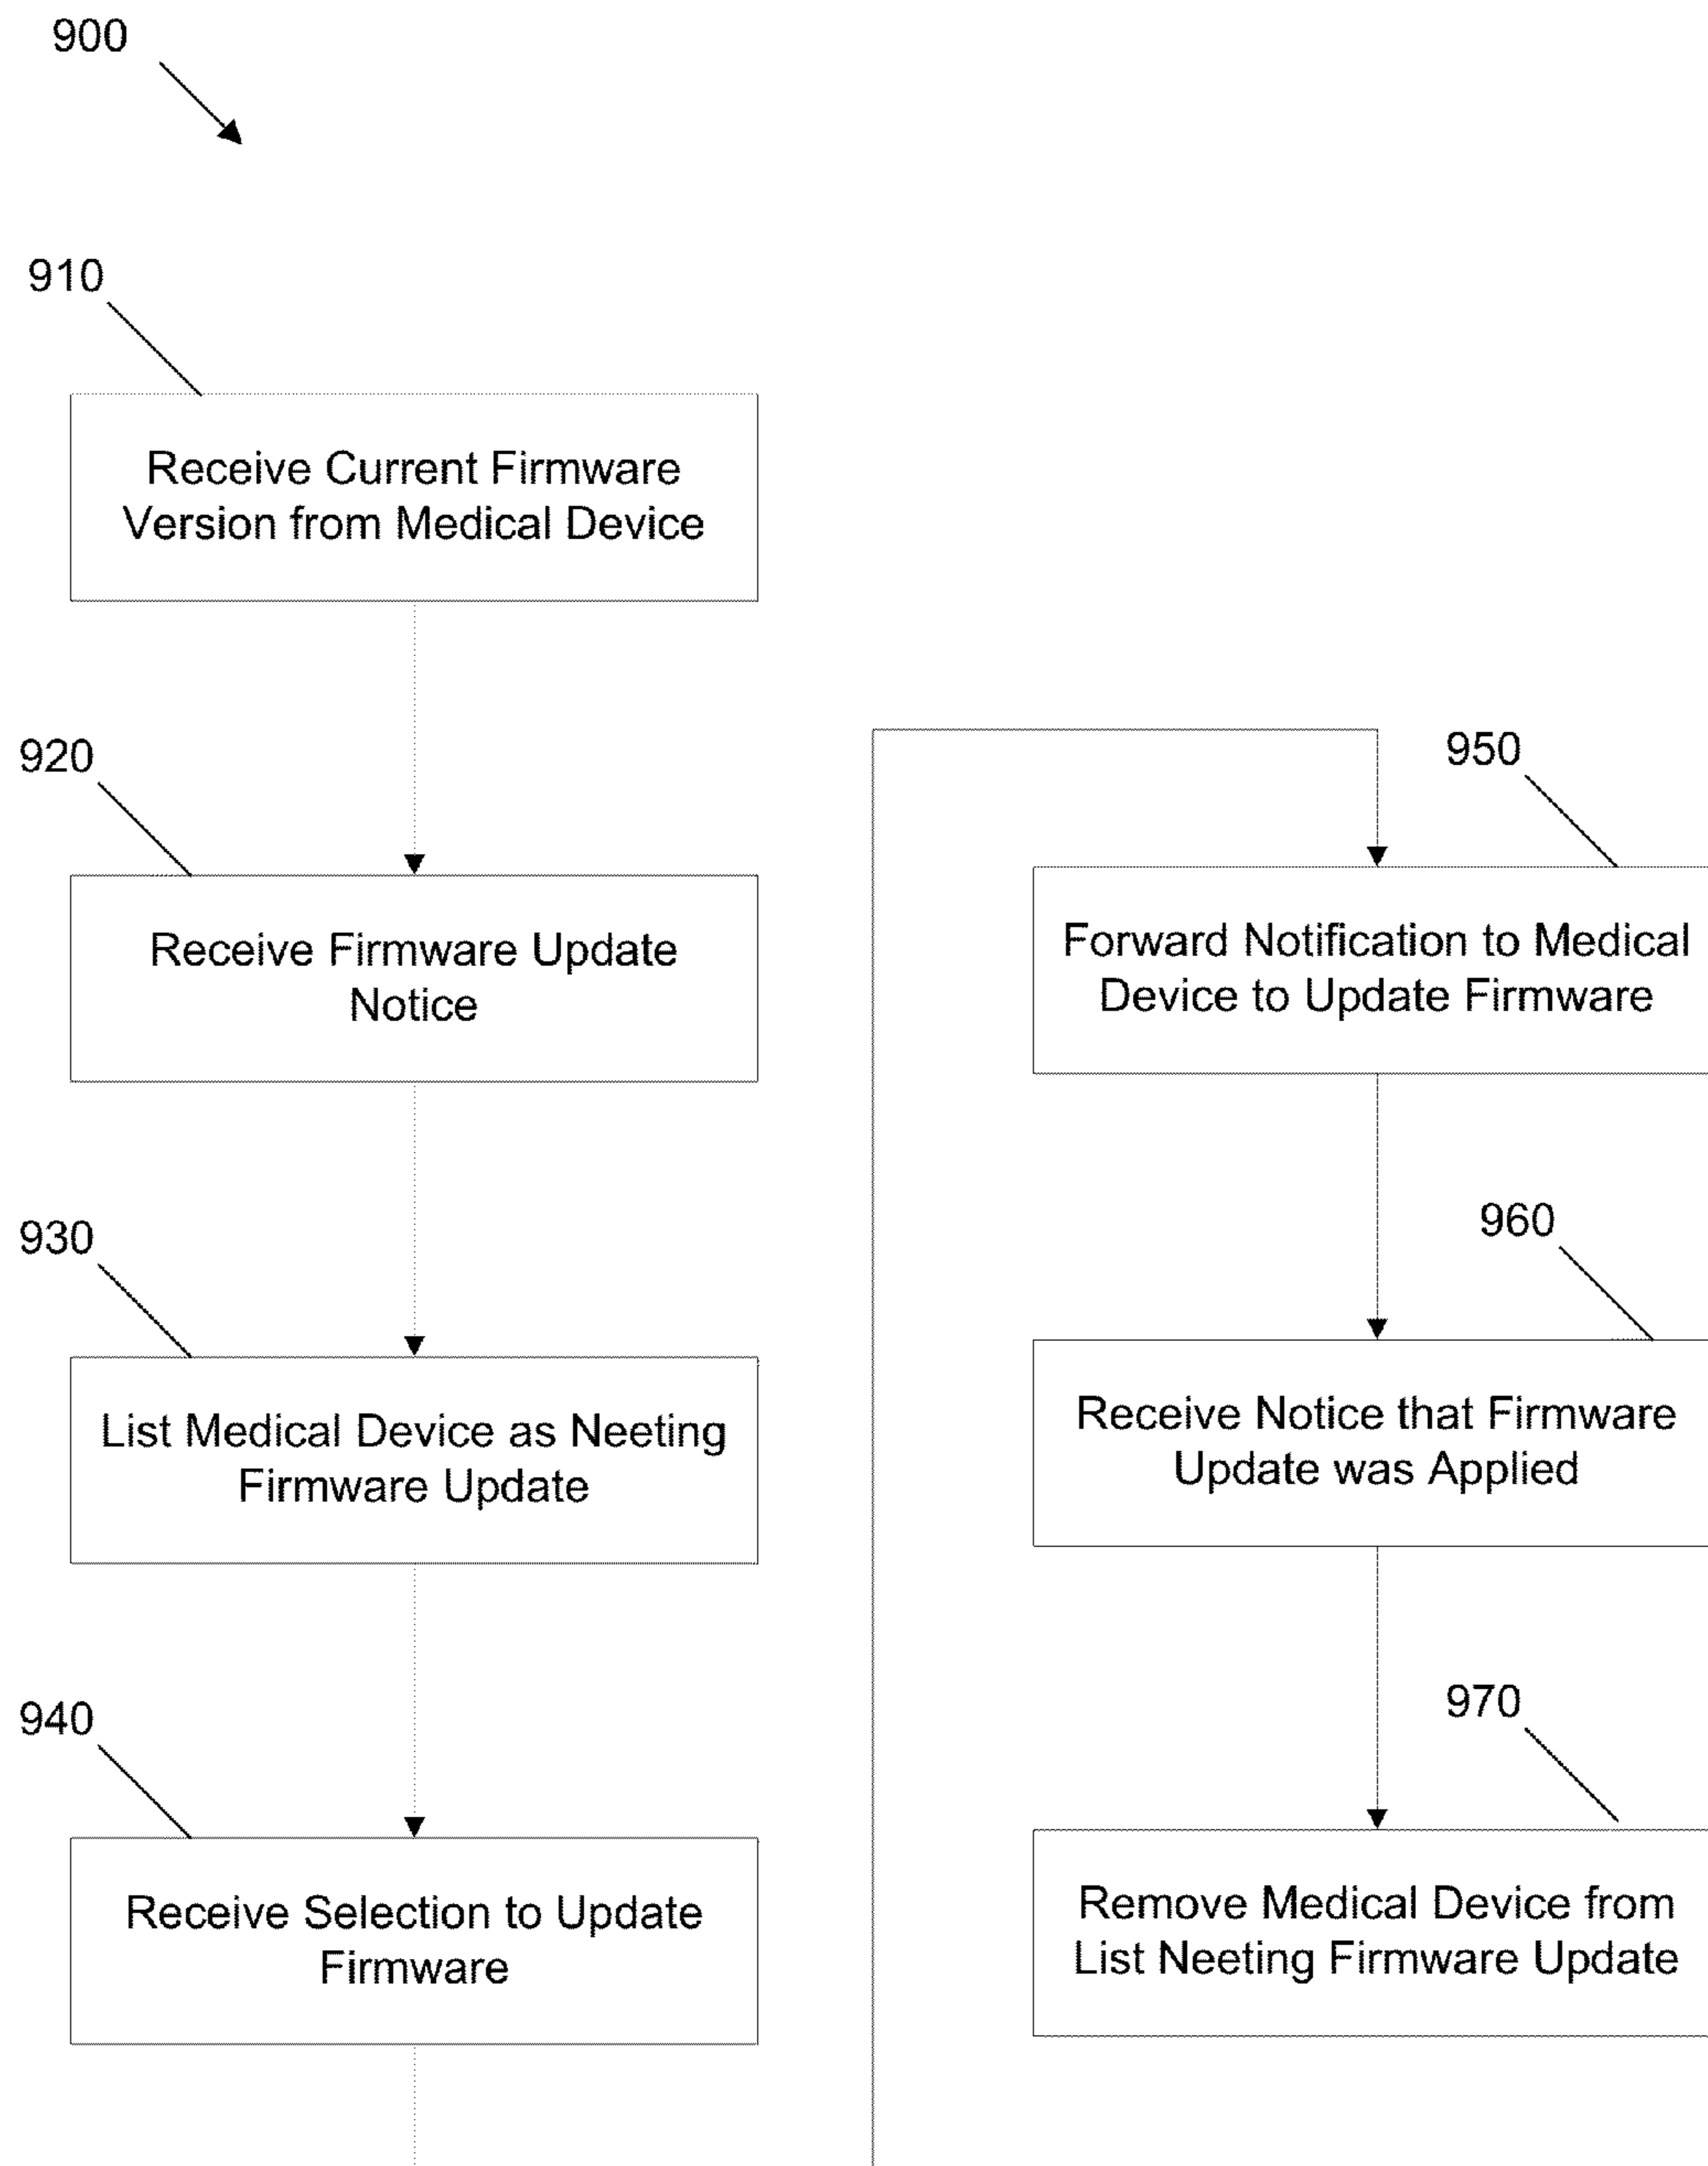 900
910
Receive Current Firmware
Version from Medical Device
920
Receive Firmware Update
Notice
930
List Medical Device as Neeting
Firmware Update
940
Receive Selection to Update
Firmware
950
Forward Notification to Medical
Device to Update Firmware
960
Receive Notice that Firmware
Update was Applied
970
Remove Medical Device from
List Neeting Firmware Update